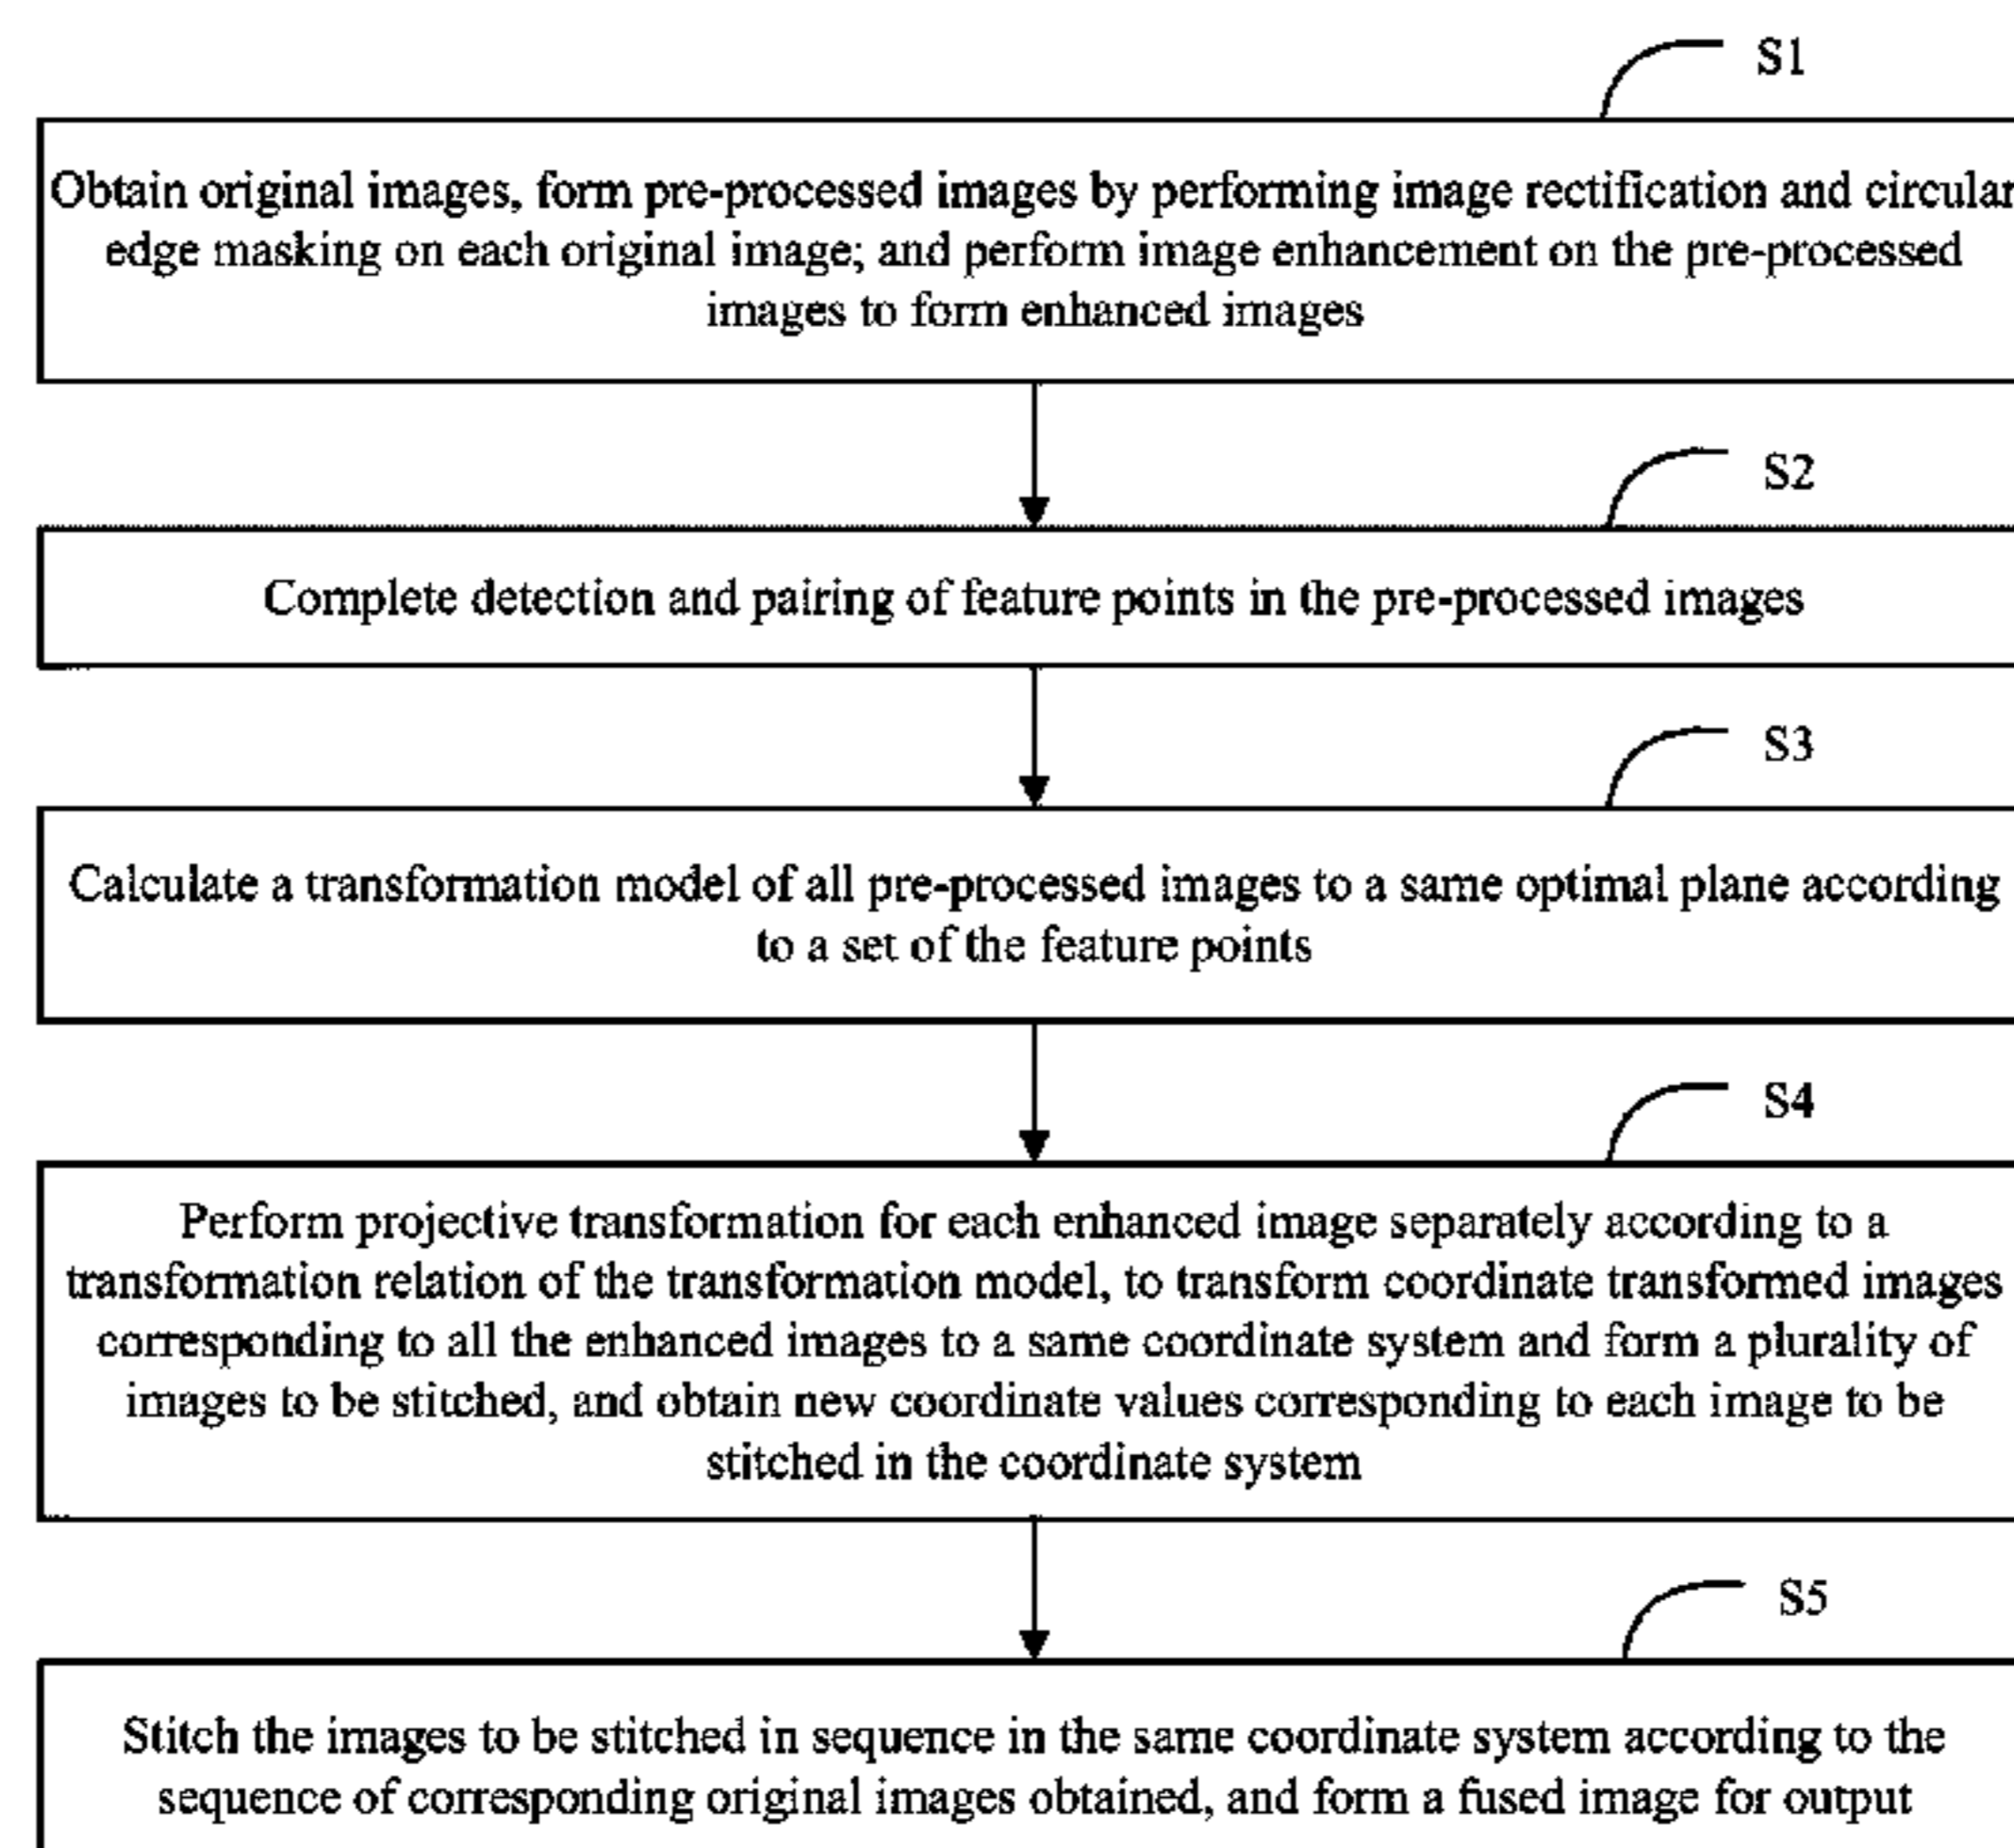 S1
Obtain original images, form pre-processed images by performing image rectification and circular
edge masking on each original image; and perform image enhancement on the pre-processed
images to form enhanced images
S2
Complete detection and pairing of feature points in the pre-processed images
S3
Calculate a transformation model of all pre-processed images to a same optimal plane according
to a set of the feature points
S4
Perform projective transformation for each enhanced image separately according to a
transformation relation of the transformation model, to transform coordinate transformed images
corresponding to all the enhanced images to a same coordinate system and form a plurality of
images to be stitched, and obtain new coordinate values corresponding to each image to be
stitched in the coordinate system
S5
Stitch the images to be stitched in sequence in the same coordinate system according to the
sequence of corresponding original images obtained, and form a fused image for output